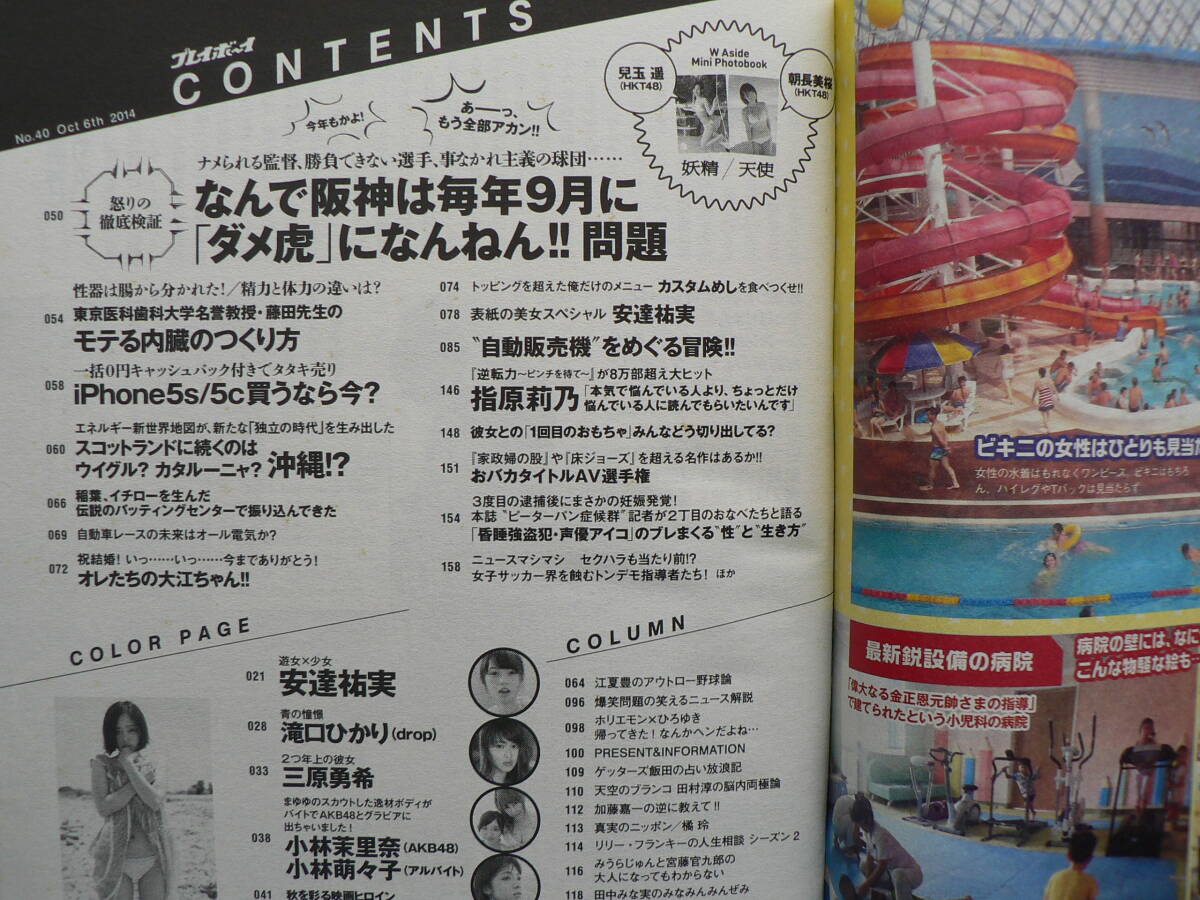 プレイボーイ
CONTENTS
No.40 Oct 6th 2014
今年もかよ!
あーっ、
もう全部アカン!!
兒玉 遥
(HKT48)
W Aside
Mini Photobook
朝長美桜
(HKT48)
妖精/天使
ナメられる監督、勝負できない選手、事なかれ主義の球団……
050
怒りの
徹底検証
なんで阪神は毎年9月に
「ダメ虎」になんねん!! 問題
性器は腸から分かれた!/精力と体力の違いは?
054
東京医科歯科大学名誉教授・藤田先生の
モテる内臓のつくり方
一括0円キャッシュバック付きでタタキ売り
058
iPhone5s/5c買うなら今?
エネルギー新世界地図が、新たな「独立の時代」を生み出した
060
スコットランドに続くのは
ウイグル? カタルーニャ? 沖縄!?
066
稲葉、イチローを生んだ
伝説のバッティングセンターで振り込んできた
069 自動車レースの未来はオール電気か?
祝結婚! いっ……いっ……今までありがとう!
072
オレたちの大江ちゃん!!
074 トッピングを超えた俺だけのメニュー カスタムめしを食べつくせ!!
078 表紙の美女スペシャル 安達祐実
085 “自動販売機”をめぐる冒険!!
『逆転力〜ピンチを待て〜』が8万部超え大ヒット
146 指原莉乃「本気で悩んでいる人より、ちょっとだけ
悩んでいる人に読んでもらいたいんです」
148 彼女との「1回目のおもちゃ」みんなどう切り出してる?
『家政婦の股』や『床ジョーズ』を超える名作はあるか!!
151 おバカタイトルAV選手権
3度目の逮捕後にまさかの妊娠発覚!
154 本誌“ピーターパン症候群”記者が2丁目のおなべたちと語る
「昏睡強盗犯・声優アイコ」のブレまくる“性”と“生き方”
158 ニュースマシマシ セクハラも当たり前!?
女子サッカー界を蝕むトンデモ指導者たち! ほか
COLOR PAGE
遊女×少女
021 安達祐実
青の憧憬
028 滝口ひかり(drop)
2つ年上の彼女
033 三原勇希
まゆゆのスカウトした逸材ボディが
バイトでAKB48とグラビアに
出ちゃいました!
038 小林茉里奈(AKB48)
小林萌々子(アルバイト)
041 秋を彩る映画ヒロイン
COLUMN
064 江夏豊のアウトロー野球論
096 爆笑問題の笑えるニュース解説
098 ホリエモン×ひろゆき
帰ってきた! なんかヘンだよね…
100 PRESENT&INFORMATION
109 ゲッターズ飯田の占い放浪記
110 天空のブランコ 田村淳の脳内両極論
112 加藤嘉一の逆に教えて!!
113 真実のニッポン/橘 玲
114 リリー・フランキーの人生相談 シーズン2
116 みうらじゅんと宮藤官九郎の
大人になってもわからない
118 田中みな実のみなみんみんぜみ
ビキニの女性はひとりも見当た
女性の水着はもれなくワンピース。ビキニはもちろ
ん、ハイレグやTバックは見当たらず
最新鋭設備の病院
病院の壁には、なに
こんな物騒な絵も
「偉大なる金正恩元帥さまの指導」
で建てられたという小児科の病院